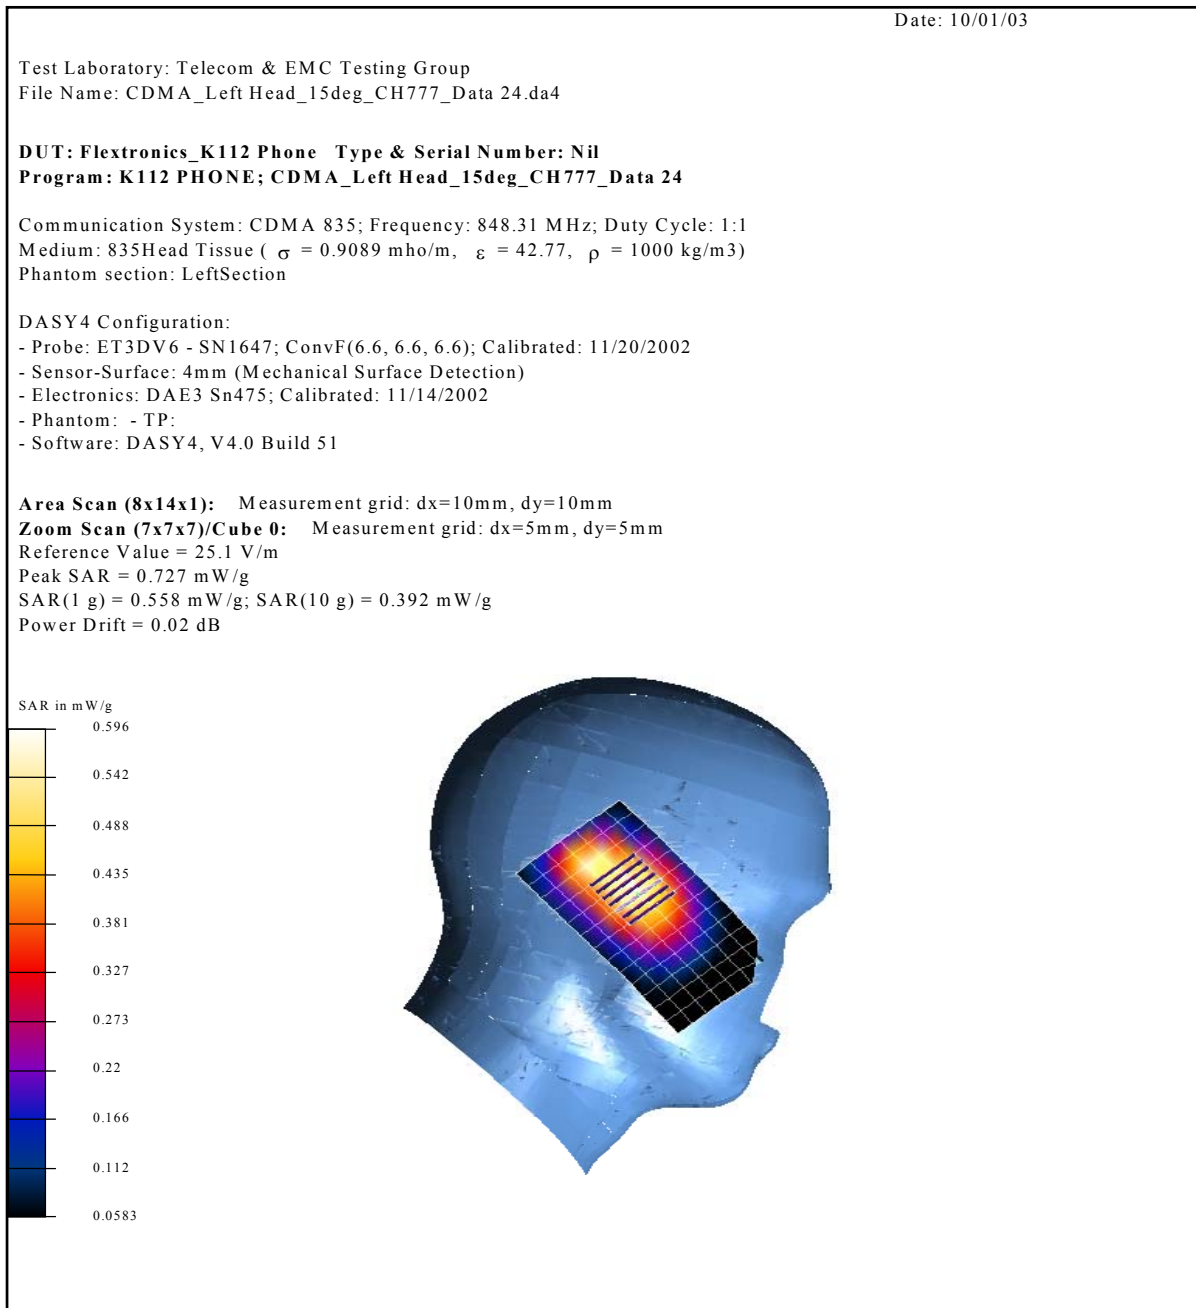 Date: 10/01/03
Test Laboratory: Telecom & EMC Testing Group
File Name: CDMA_Left Head_15deg_CH777_Data 24.da4
DUT: Flextronics_K112 Phone Type & Serial Number: Nil
Program: K112 PHONE; CDMA_Left Head_15deg_CH777_Data 24
Communication System: CDMA 835; Frequency: 848.31 MHz; Duty Cycle: 1:1
Medium: 835Head Tissue ( σ = 0.9089 mho/m, ε = 42.77, ρ = 1000 kg/m3)
Phantom section: LeftSection
DASY4 Configuration:
- Probe: ET3DV6 - SN1647; ConvF(6.6, 6.6, 6.6); Calibrated: 11/20/2002
- Sensor-Surface: 4mm (Mechanical Surface Detection)
- Electronics: DAE3 Sn475; Calibrated: 11/14/2002
- Phantom: - TP:
- Software: DASY4, V4.0 Build 51
Area Scan (8x14x1): Measurement grid: dx=10mm, dy=10mm
Zoom Scan (7x7x7)/Cube 0: Measurement grid: dx=5mm, dy=5mm
Reference Value = 25.1 V/m
Peak SAR = 0.727 mW/g
SAR(1 g) = 0.558 mW/g; SAR(10 g) = 0.392 mW/g
Power Drift = 0.02 dB
SAR in mW/g
0.596
0.542
0.488
0.435
0.381
0.327
0.273
0.22
0.166
0.112
0.0583